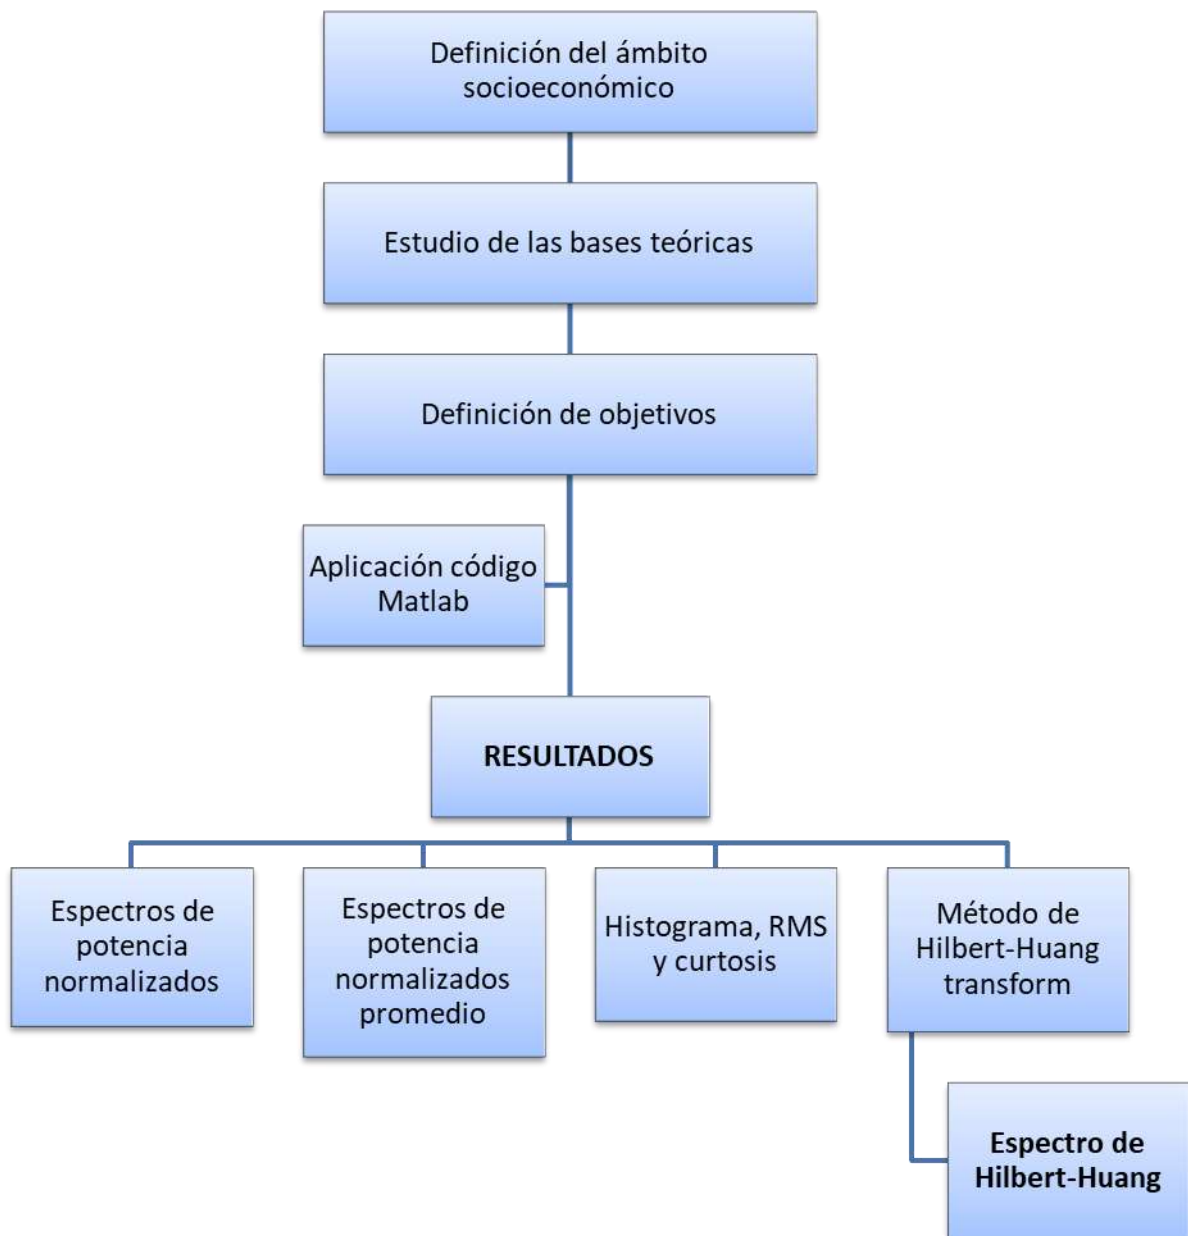 Definición del ámbito
socioeconómico
Estudio de las bases teóricas
Definición de objetivos
Aplicación código
Matlab
RESULTADOS
Espectros de
potencia
normalizados
Espectros de
potencia
normalizados
promedio
Histograma, RMS
y curtosis
Método de
Hilbert-Huang
transform
Espectro de
Hilbert-Huang